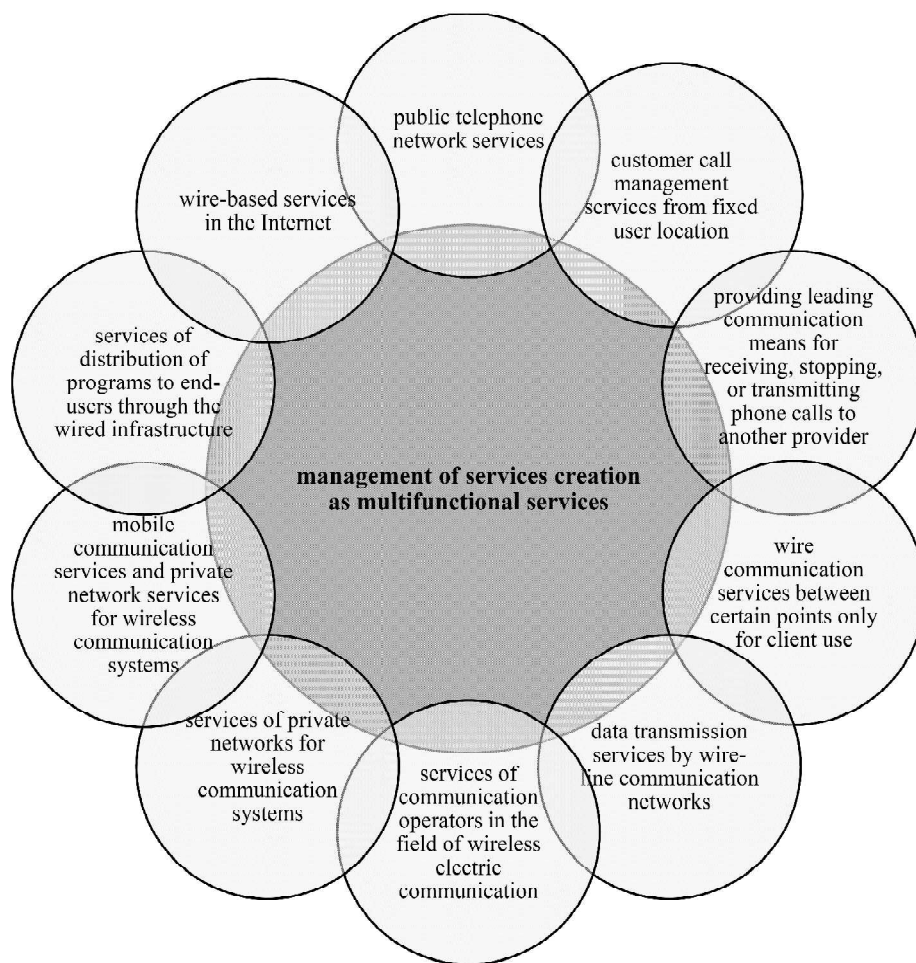 public telephone
network services
customer call
management
services from fixed
user location
providing leading
communication
means for
receiving, stopping,
or transmitting
phone calls to
another provider
wire
communication
services between
certain points only
for client use
data transmission
services by wire-
line communication
networks
services of
communication
operators in the
field of wireless
electric
communication
services of private
networks for
wireless
communication
systems
mobile
communication
services and private
network services
for wireless
communication
systems
services of
distribution of
programs to end-
users through the
wired infrastructure
wire-based services
in the Internet
management of services creation
as multifunctional services